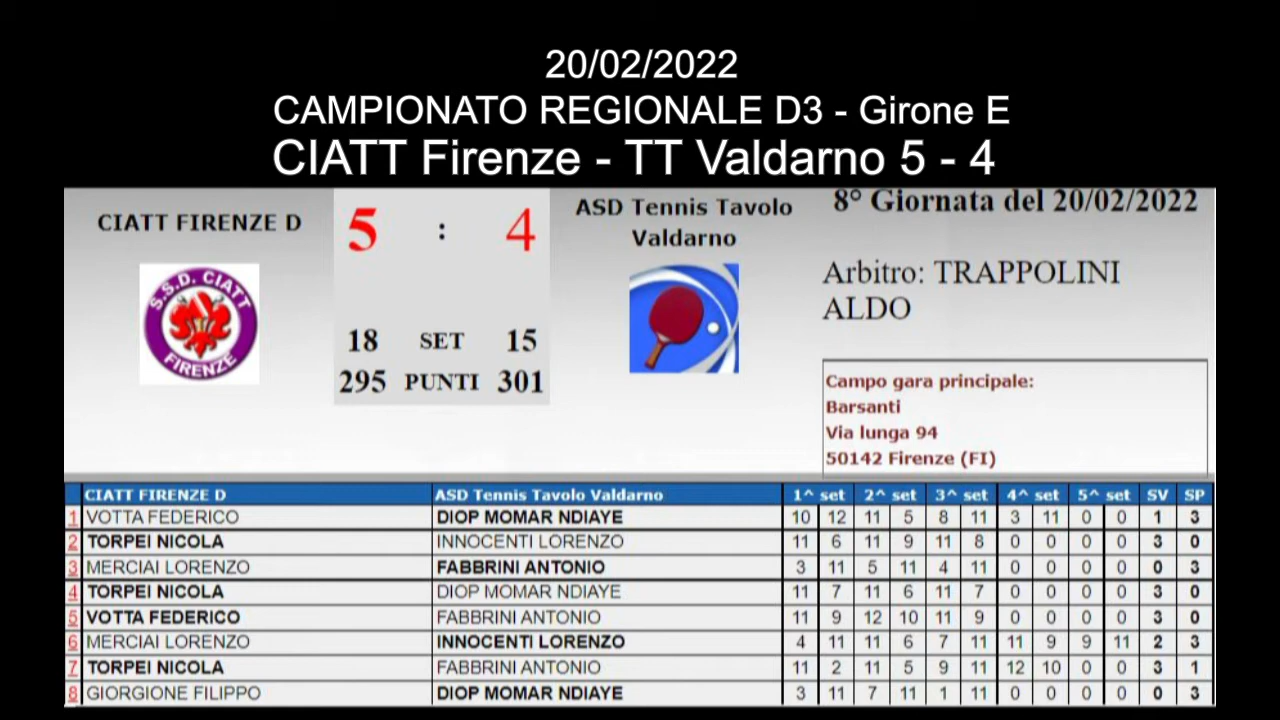 20/02/2022
CAMPIONATO REGIONALE D3 - Girone E
CIATT Firenze - TT Valdarno 5 - 4
CIATT FIRENZE D
5 : 4
ASD Tennis Tavolo
Valdarno
8° Giornata del 20/02/2022
Arbitro: TRAPPOLINI
ALDO
S.S.D. CIATT
FIRENZE
18 SET 15
295 PUNTI 301
Campo gara principale:
Barsanti
Via lunga 94
50142 Firenze (FI)
CIATT FIRENZE D ASD Tennis Tavolo Valdarno 1^ set 2^ set 3^ set 4^ set 5^ set SV SP
1 VOTTA FEDERICO DIOP MOMAR NDIAYE 10 12 11 5 8 11 3 11 0 0 1 3
2 TORPEI NICOLA INNOCENTI LORENZO 11 6 11 9 11 8 0 0 0 0 3 0
3 MERCIAI LORENZO FABBRINI ANTONIO 3 11 5 11 4 11 0 0 0 0 0 3
4 TORPEI NICOLA DIOP MOMAR NDIAYE 11 7 11 6 11 7 0 0 0 0 3 0
5 VOTTA FEDERICO FABBRINI ANTONIO 11 9 12 10 11 9 0 0 0 0 3 0
6 MERCIAI LORENZO INNOCENTI LORENZO 4 11 11 6 7 11 11 9 9 11 2 3
7 TORPEI NICOLA FABBRINI ANTONIO 11 2 11 5 9 11 12 10 0 0 3 1
8 GIORGIONE FILIPPO DIOP MOMAR NDIAYE 3 11 7 11 1 11 0 0 0 0 0 3